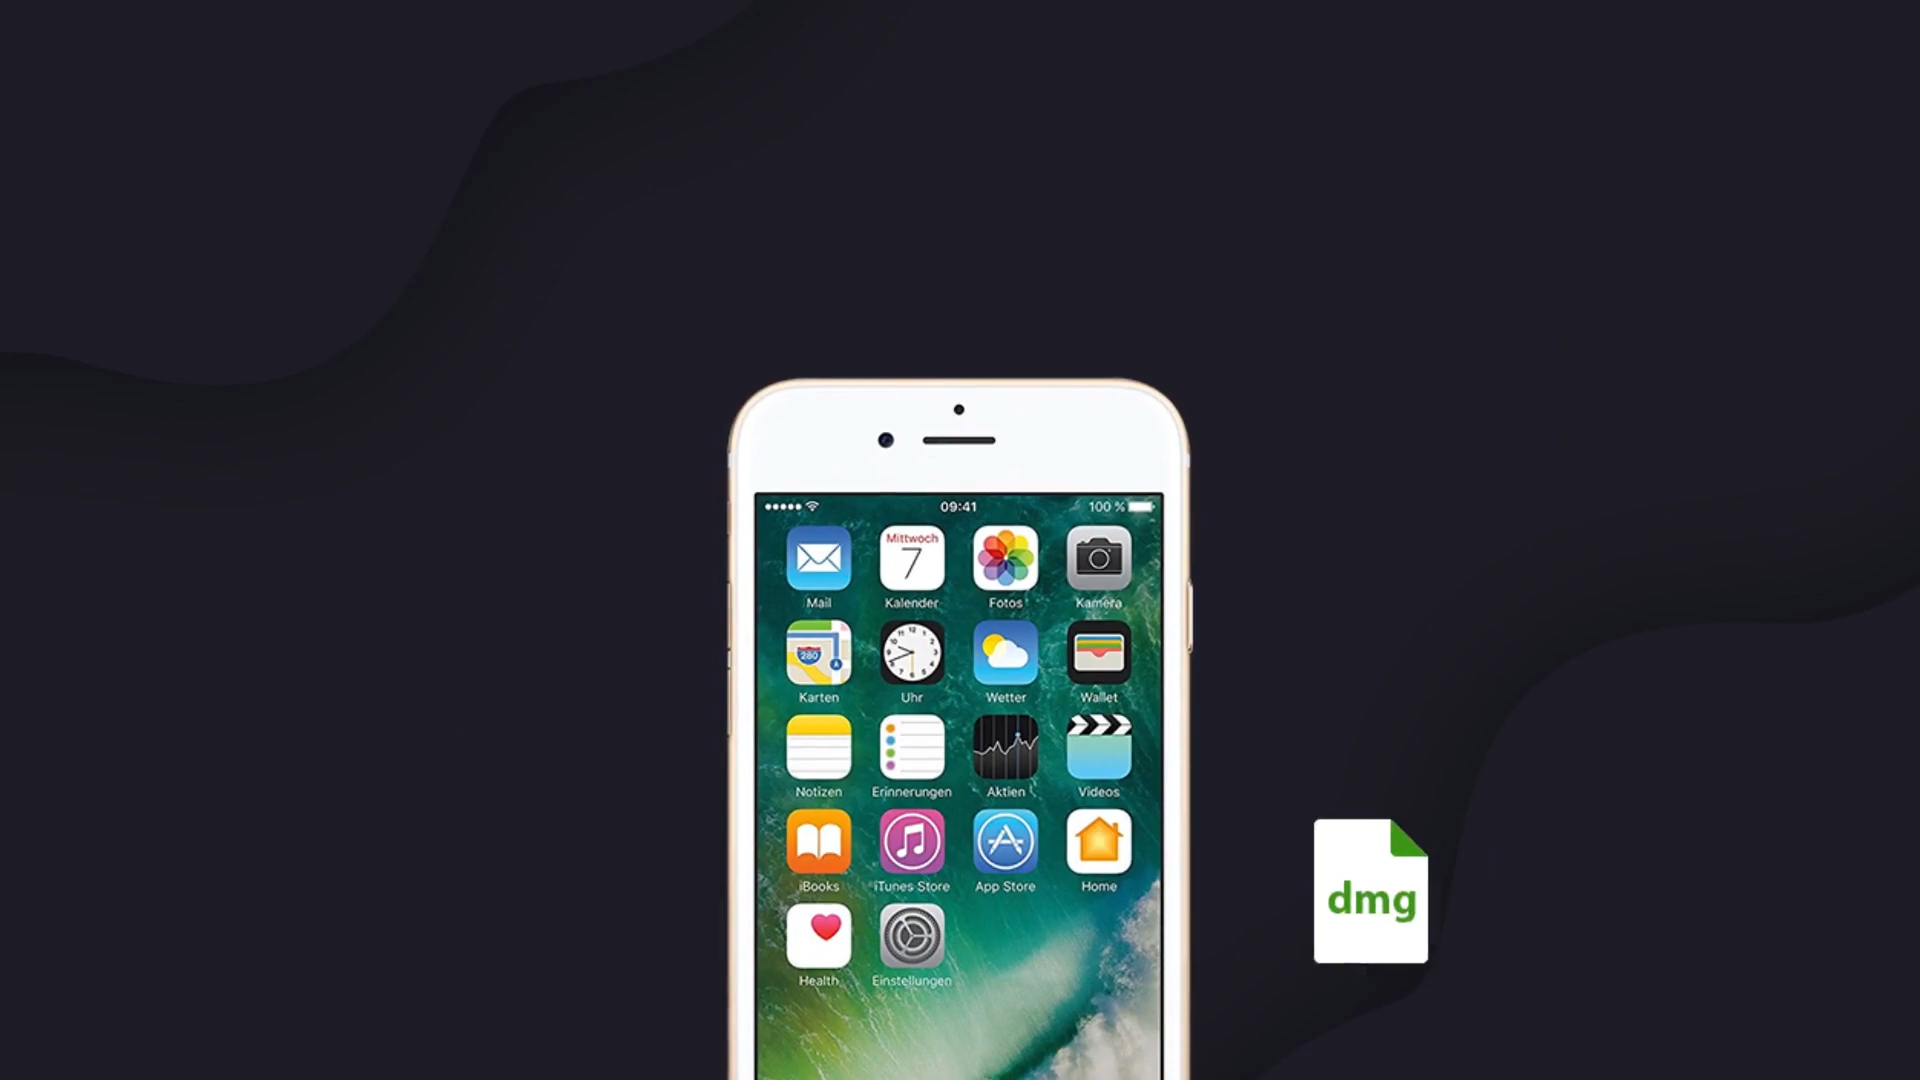 09:41
100 %
Mittwoch
7
Mail
Kalender
Fotos
Kamera
280
Karten
Uhr
Wetter
Wallet
Notizen
Erinnerungen
Aktien
Videos
iBooks
iTunes Store
App Store
Home
dmg
Health
Einstellungen